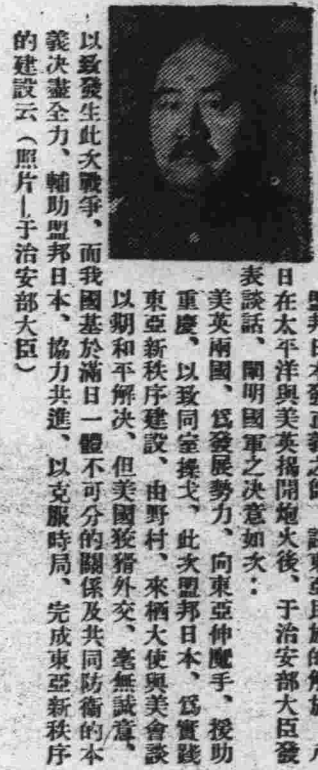 日在太平洋與美英揭開炮火後、于治安部大臣發
表談話、闡明國軍之決意如次：
美英兩國、爲發展勢力、向東亞伸魔手、援助
重慶、以致同室操戈、此次盟邦日本、爲實踐
東亞新秩序建設、由野村、來栖大使與美會談
以期和平解决、但美國狡猾外交、毫無誠意、
以致發生此次戰爭、而我國基於滿日一體不可分的關係及共同防衛的本
義决盡全力、輔助盟邦日本、協力共進、以克服時局、完成東亞新秩序
的建設云（照片—于治安部大臣）